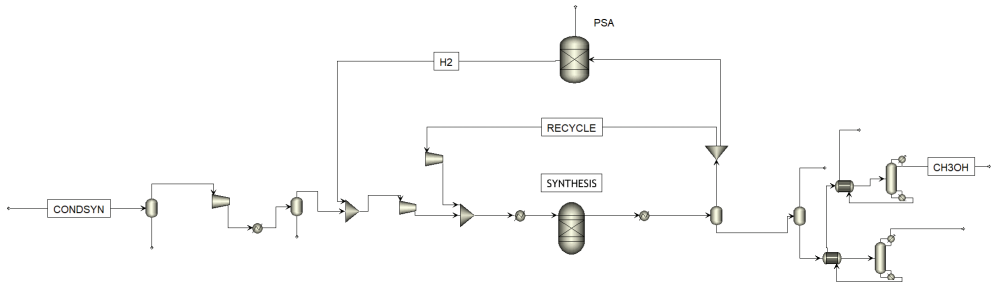 PSA
H2
RECYCLE
SYNTHESIS
CH3OH
CONDSYN